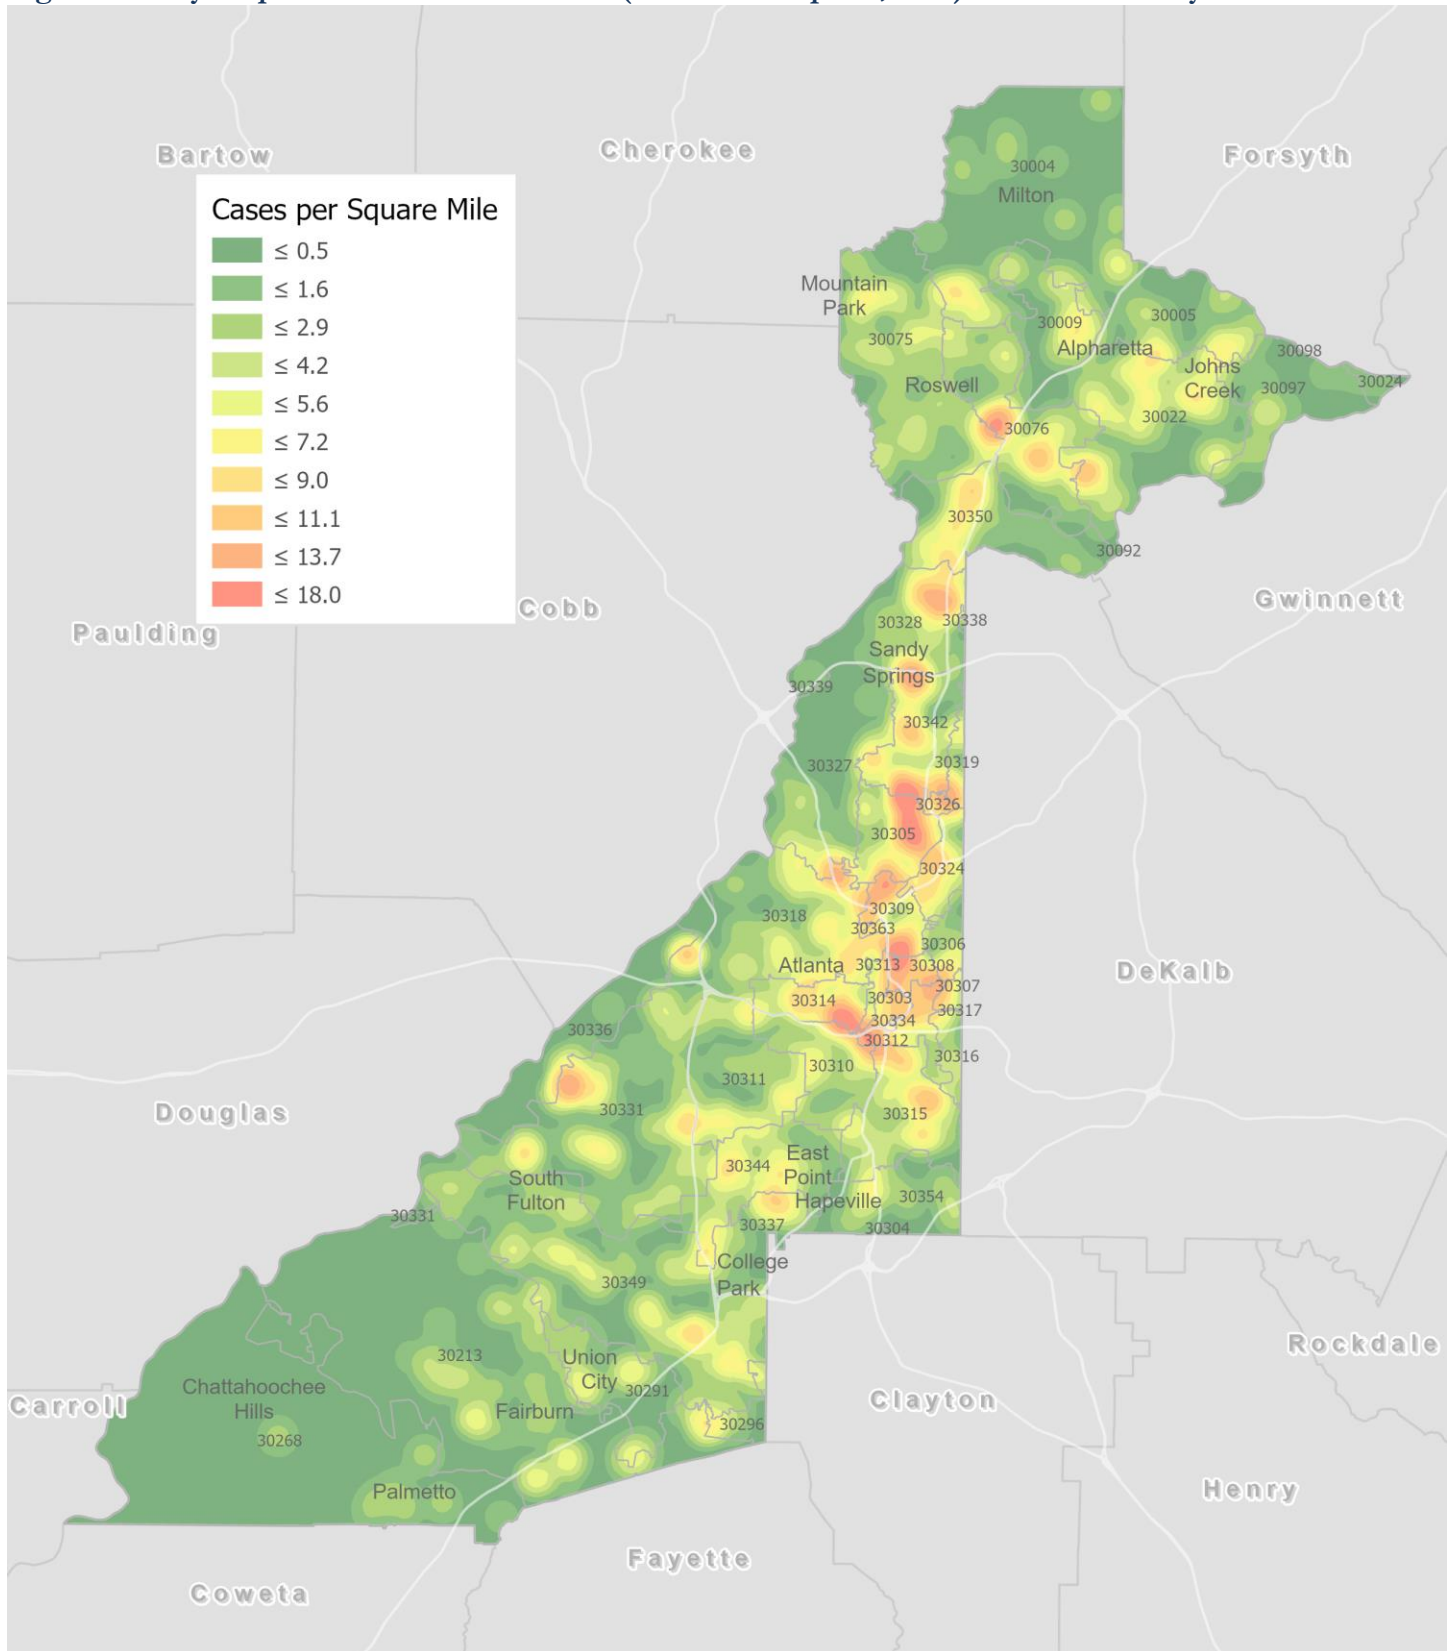 Bartow
Cherokee
Forsyth
Cases per Square Mile
≤ 0.5
≤ 1.6
≤ 2.9
≤ 4.2
≤ 5.6
≤ 7.2
≤ 9.0
≤ 11.1
≤ 13.7
≤ 18.0
30004
Milton
Mountain
Park
30009
30005
30075
Alpharetta
30098
Johns
Creek
Roswell
30097
30024
30022
30076
30350
30092
Cobb
Gwinnett
Paulding
30328
30338
Sandy
Springs
30339
30342
30327
30319
30326
30305
30324
30309
30318
30363
30306
Atlanta
30313
30308
DeKalb
30307
30314
30303
30317
30334
30336
30312
30316
30310
30311
Douglas
30331
30315
East
Point
30344
South
Fulton
Hapeville
30354
30331
30337
30304
College
Park
30349
Rockdale
30213
Union
City
30291
Chattahoochee
Hills
Carroll
Fairburn
Clayton
30296
30268
Palmetto
Henry
Fayette
Coweta